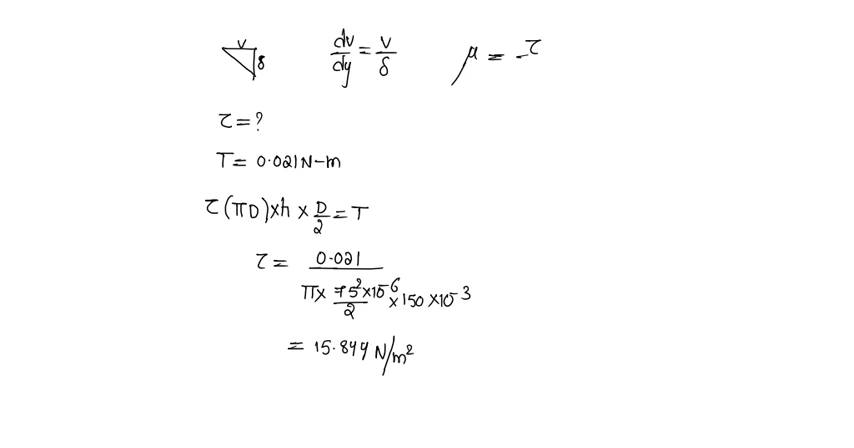 V
δ
dv/dy = V/δ
μ = -τ
τ = ?
T = 0.021 N-m
τ (πD) × h × D/2 = T
τ = 0.021 / (π × 75² × 10⁻⁶ / 2 × 150 × 10⁻³)
= 15.844 N/m²